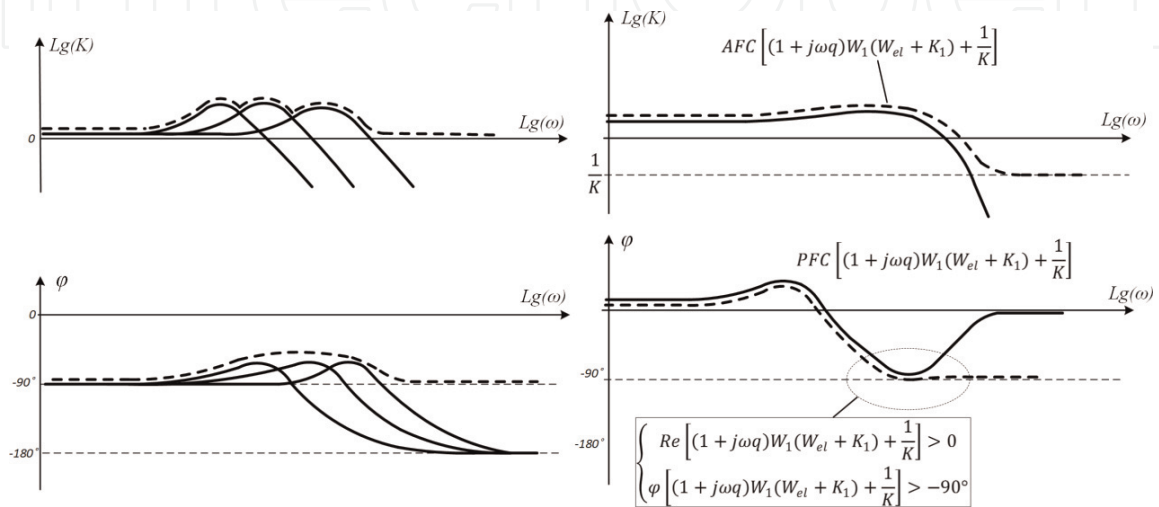 Lg(K)
0
Lg(ω)
φ
Lg(ω)
0
-90°
-180°
Lg(K)
AFC [(1 + jωq)W₁(Wₑₗ + K₁) + 1/K]
Lg(ω)
1/K
φ
PFC [(1 + jωq)W₁(Wₑₗ + K₁) + 1/K]
Lg(ω)
-90°
-180°
{ Re [(1 + jωq)W₁(Wₑₗ + K₁) + 1/K] > 0
φ [(1 + jωq)W₁(Wₑₗ + K₁) + 1/K] > −90°